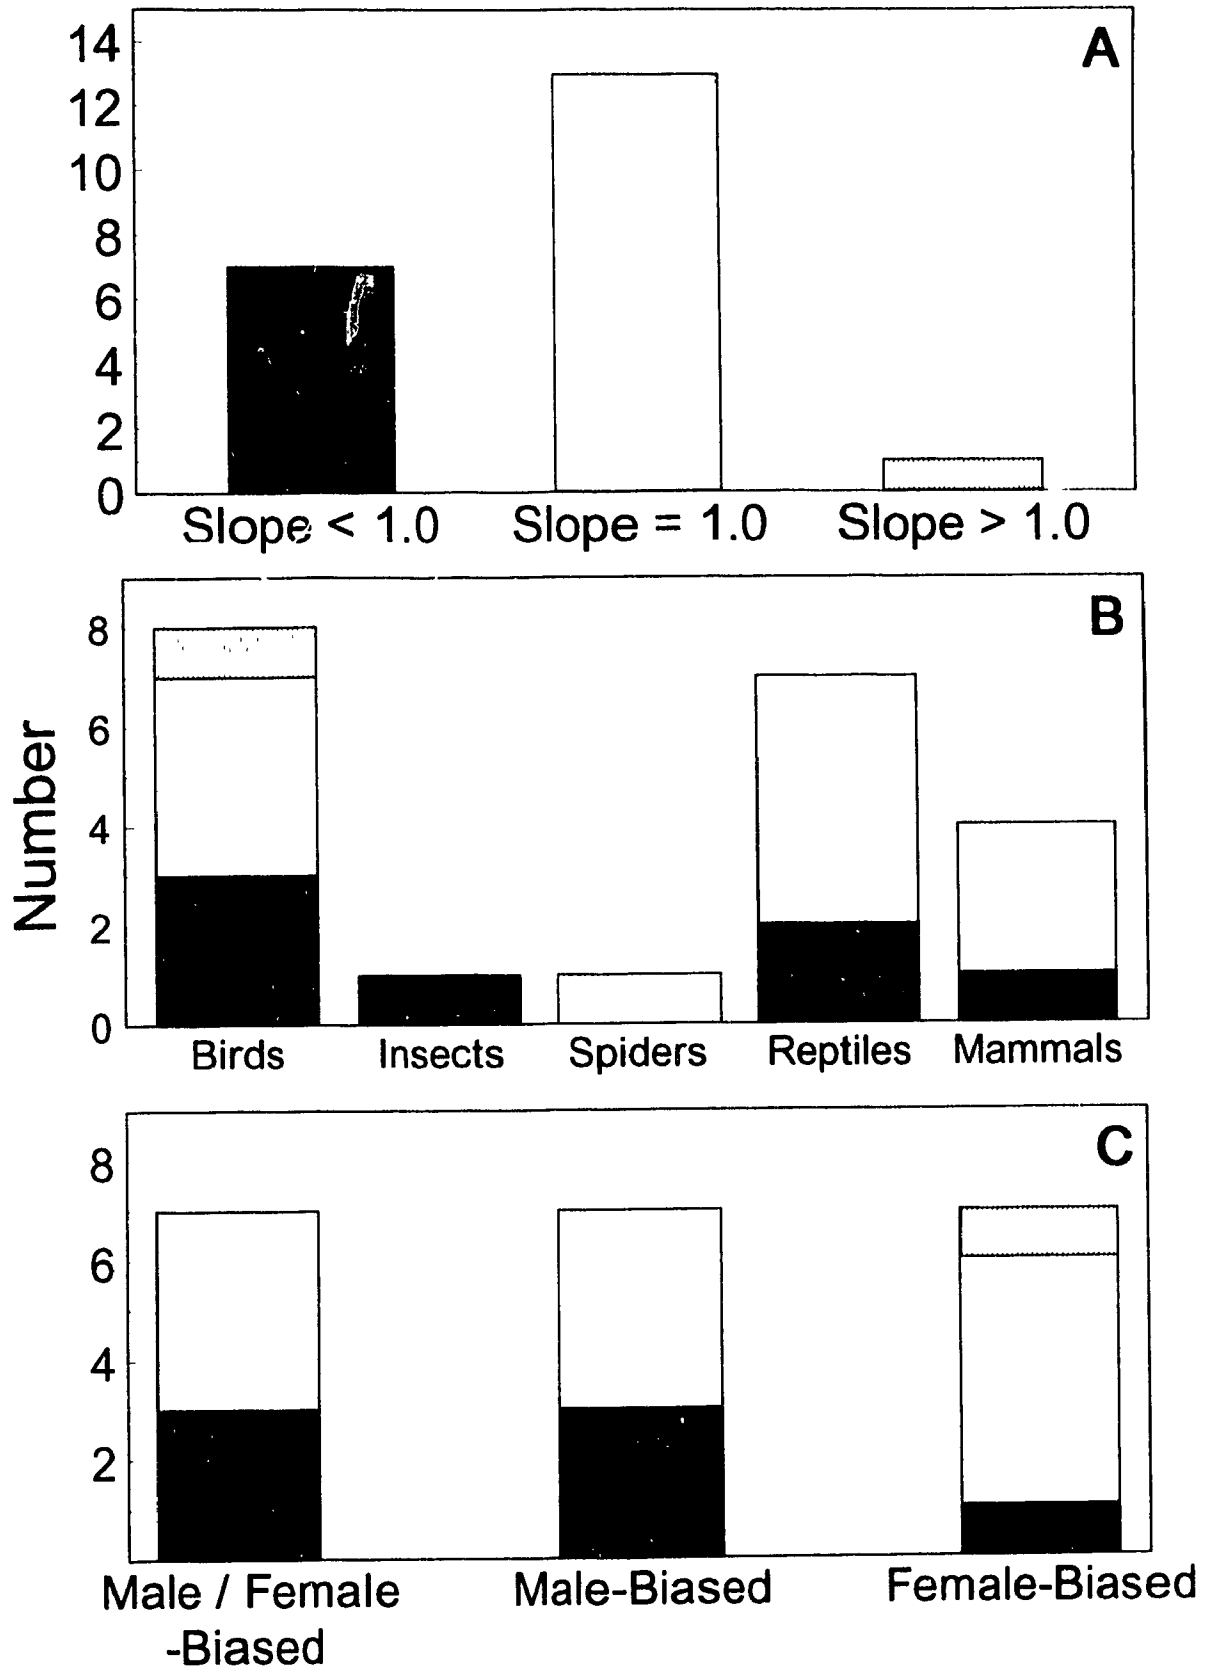 A
14
12
10
8
6
4
2
0
Slope < 1.0 Slope = 1.0 Slope > 1.0
B
Number
8
6
4
2
0
Birds Insects Spiders Reptiles Mammals
C
8
6
4
2
Male / Female Male-Biased Female-Biased
-Biased